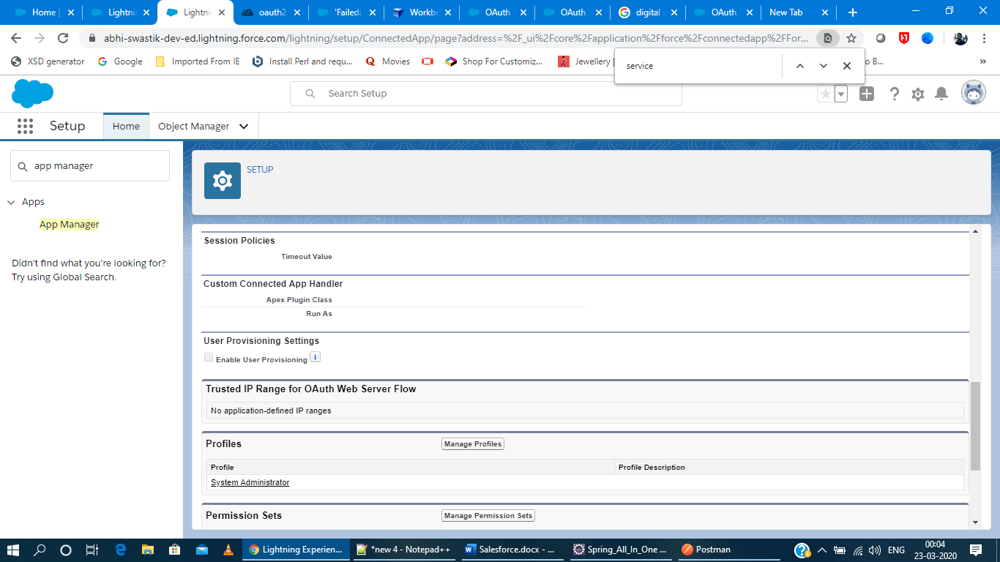 Home |
Lightnin
Lightnin
oauth2
'Failed:
Workbe
OAuth
OAuth
digital s
OAuth
New Tab
abhi-swastik-dev-ed.lightning.force.com/lightning/setup/ConnectedApp/page?address=%2F_ui%2Fcore%2Fapplication%2Fforce%2Fconnectedapp%2FFor...
XSD generator
Google
Imported From IE
Install Perl and requ...
Movies
Shop For Customiz...
Jewellery
o B...
service
Search Setup
Setup
Home
Object Manager
app manager
Apps
App Manager
Didn't find what you're looking for?
Try using Global Search.
SETUP
Session Policies
Timeout Value
Custom Connected App Handler
Apex Plugin Class
Run As
User Provisioning Settings
Enable User Provisioning i
Trusted IP Range for OAuth Web Server Flow
No application-defined IP ranges
Profiles
Manage Profiles
Profile
Profile Description
System Administrator
Permission Sets
Manage Permission Sets
Lightning Experien...
*new 4 - Notepad++
Salesforce.docx - ...
Spring_All_In_One ...
Postman
ENG
00:04
23-03-2020